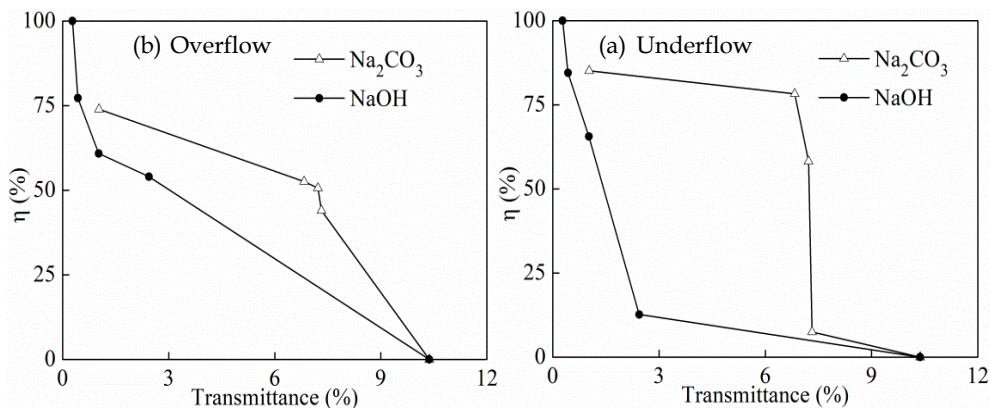 (b) Overflow
Na₂CO₃
NaOH
η (%)
100
75
50
25
0
0 3 6 9 12
Transmittance (%)
(a) Underflow
Na₂CO₃
NaOH
η (%)
100
75
50
25
0
0 3 6 9 12
Transmittance (%)